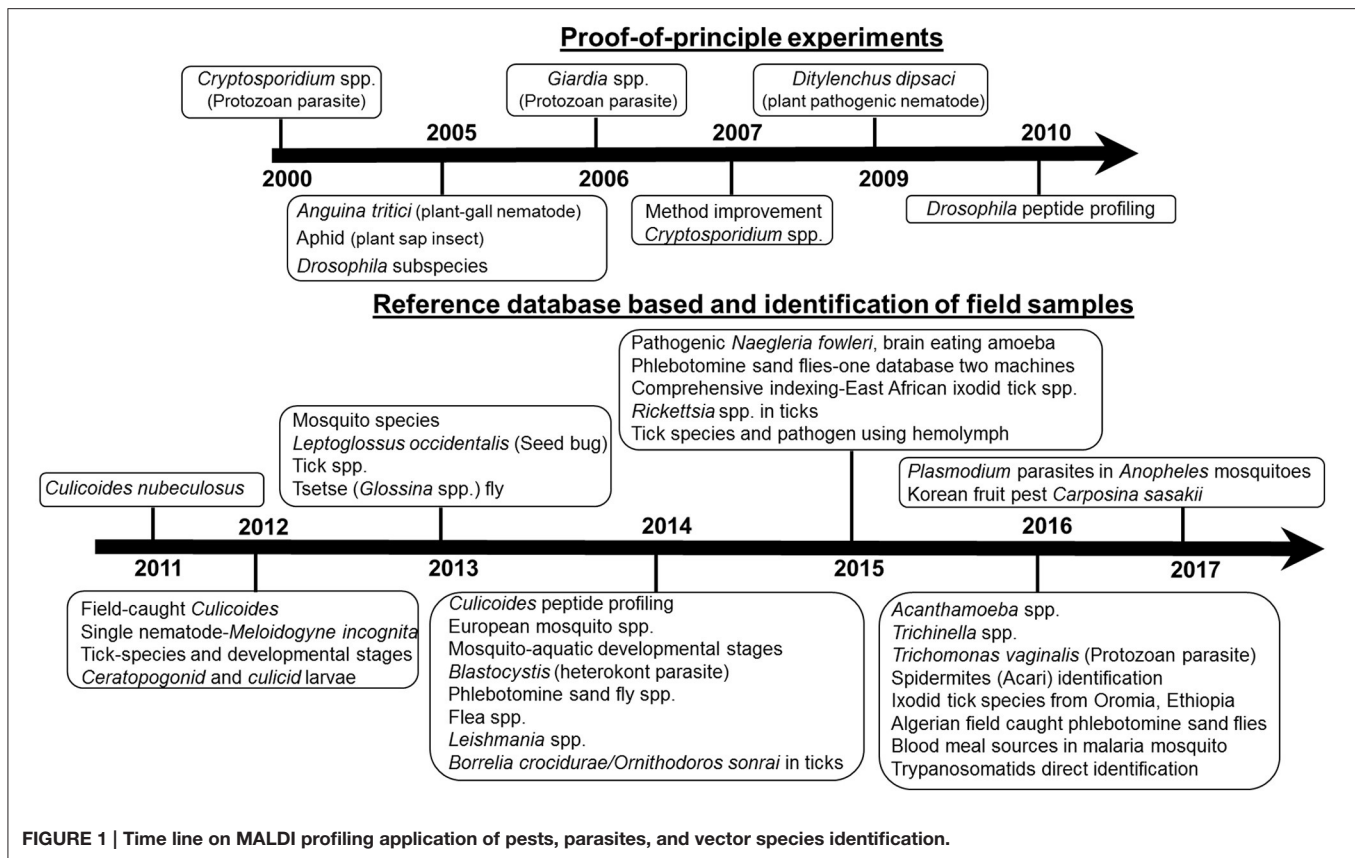 Proof-of-principle experiments
Cryptosporidium spp.
(Protozoan parasite)
Giardia spp.
(Protozoan parasite)
Ditylenchus dipsaci
(plant pathogenic nematode)
2005
2007
2010
2000
2006
2009
Anguina tritici (plant-gall nematode)
Aphid (plant sap insect)
Drosophila subspecies
Method improvement
Cryptosporidium spp.
Drosophila peptide profiling
Reference database based and identification of field samples
Culicoides nubeculosus
Mosquito species
Leptoglossus occidentalis (Seed bug)
Tick spp.
Tsetse (Glossina spp.) fly
Pathogenic Naegleria fowleri, brain eating amoeba
Phlebotomine sand flies-one database two machines
Comprehensive indexing-East African ixodid tick spp.
Rickettsia spp. in ticks
Tick species and pathogen using hemolymph
Plasmodium parasites in Anopheles mosquitoes
Korean fruit pest Carposina sasakii
2012
2014
2016
2011
2013
2015
2017
Field-caught Culicoides
Single nematode-Meloidogyne incognita
Tick-species and developmental stages
Ceratopogonid and culicid larvae
Culicoides peptide profiling
European mosquito spp.
Mosquito-aquatic developmental stages
Blastocystis (heterokont parasite)
Phlebotomine sand fly spp.
Flea spp.
Leishmania spp.
Borrelia crocidurae/Ornithodoros sonrai in ticks
Acanthamoeba spp.
Trichinella spp.
Trichomonas vaginalis (Protozoan parasite)
Spidermites (Acari) identification
Ixodid tick species from Oromia, Ethiopia
Algerian field caught phlebotomine sand flies
Blood meal sources in malaria mosquito
Trypanosomatids direct identification
FIGURE 1 | Time line on MALDI profiling application of pests, parasites, and vector species identification.